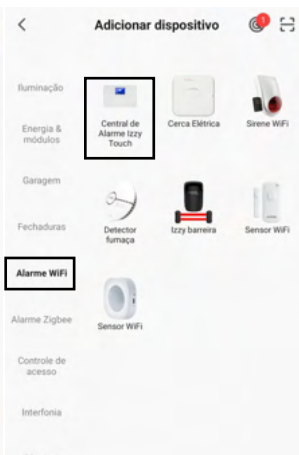 Adicionar dispositivo
1
Iluminação
Energia &
módulos
Garagem
Fechaduras
Alarme WiFi
Alarme Zigbee
Controle de
acesso
Interfonia
Central de
Alarme Izzy
Touch
Cerca Elétrica
Sirene WiFi
Detector
fumaça
Izzy barreira
Sensor WiFi
Sensor WiFi